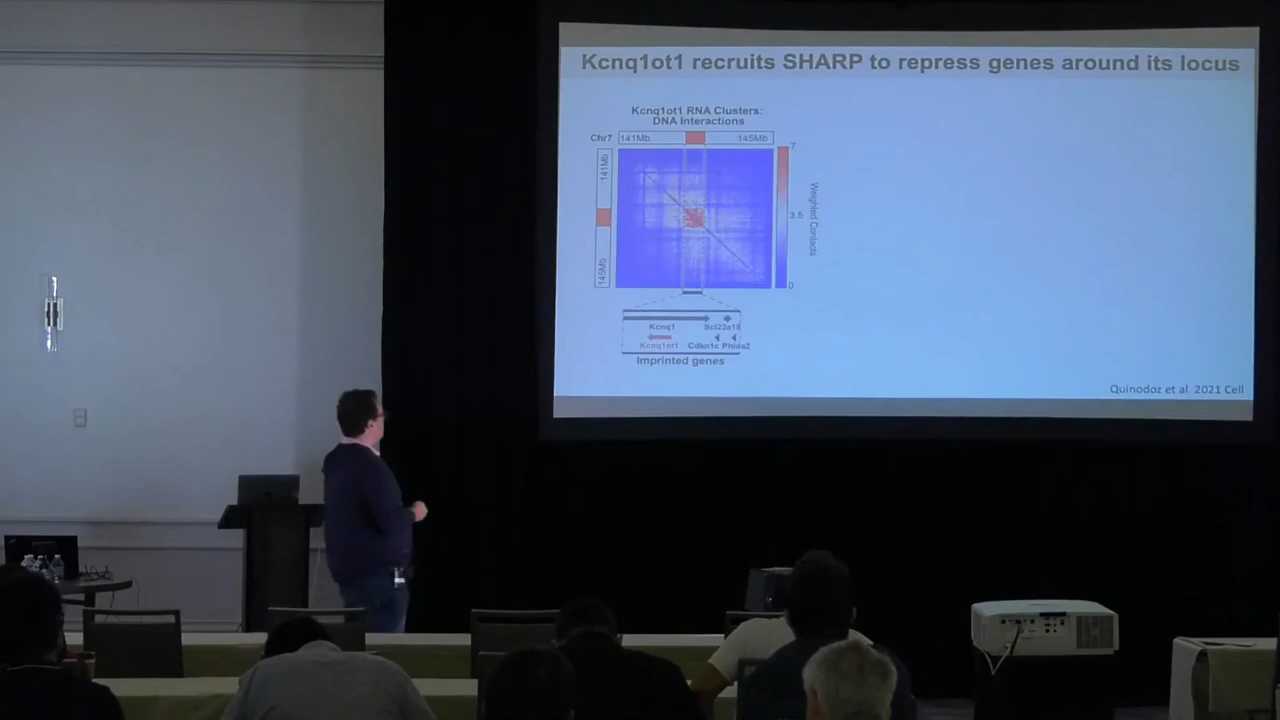 Kcnq1ot1 recruits SHARP to repress genes around its locus
Kcnq1ot1 RNA Clusters:
DNA Interactions
Chr7
141Mb
145Mb
141Mb
145Mb
7
3.5
0
Weighted Contacts
Kcnq1
Scl22a18
Kcnq1ot1
Cdkn1c
Phlda2
Imprinted genes
Quinodoz et al. 2021 Cell